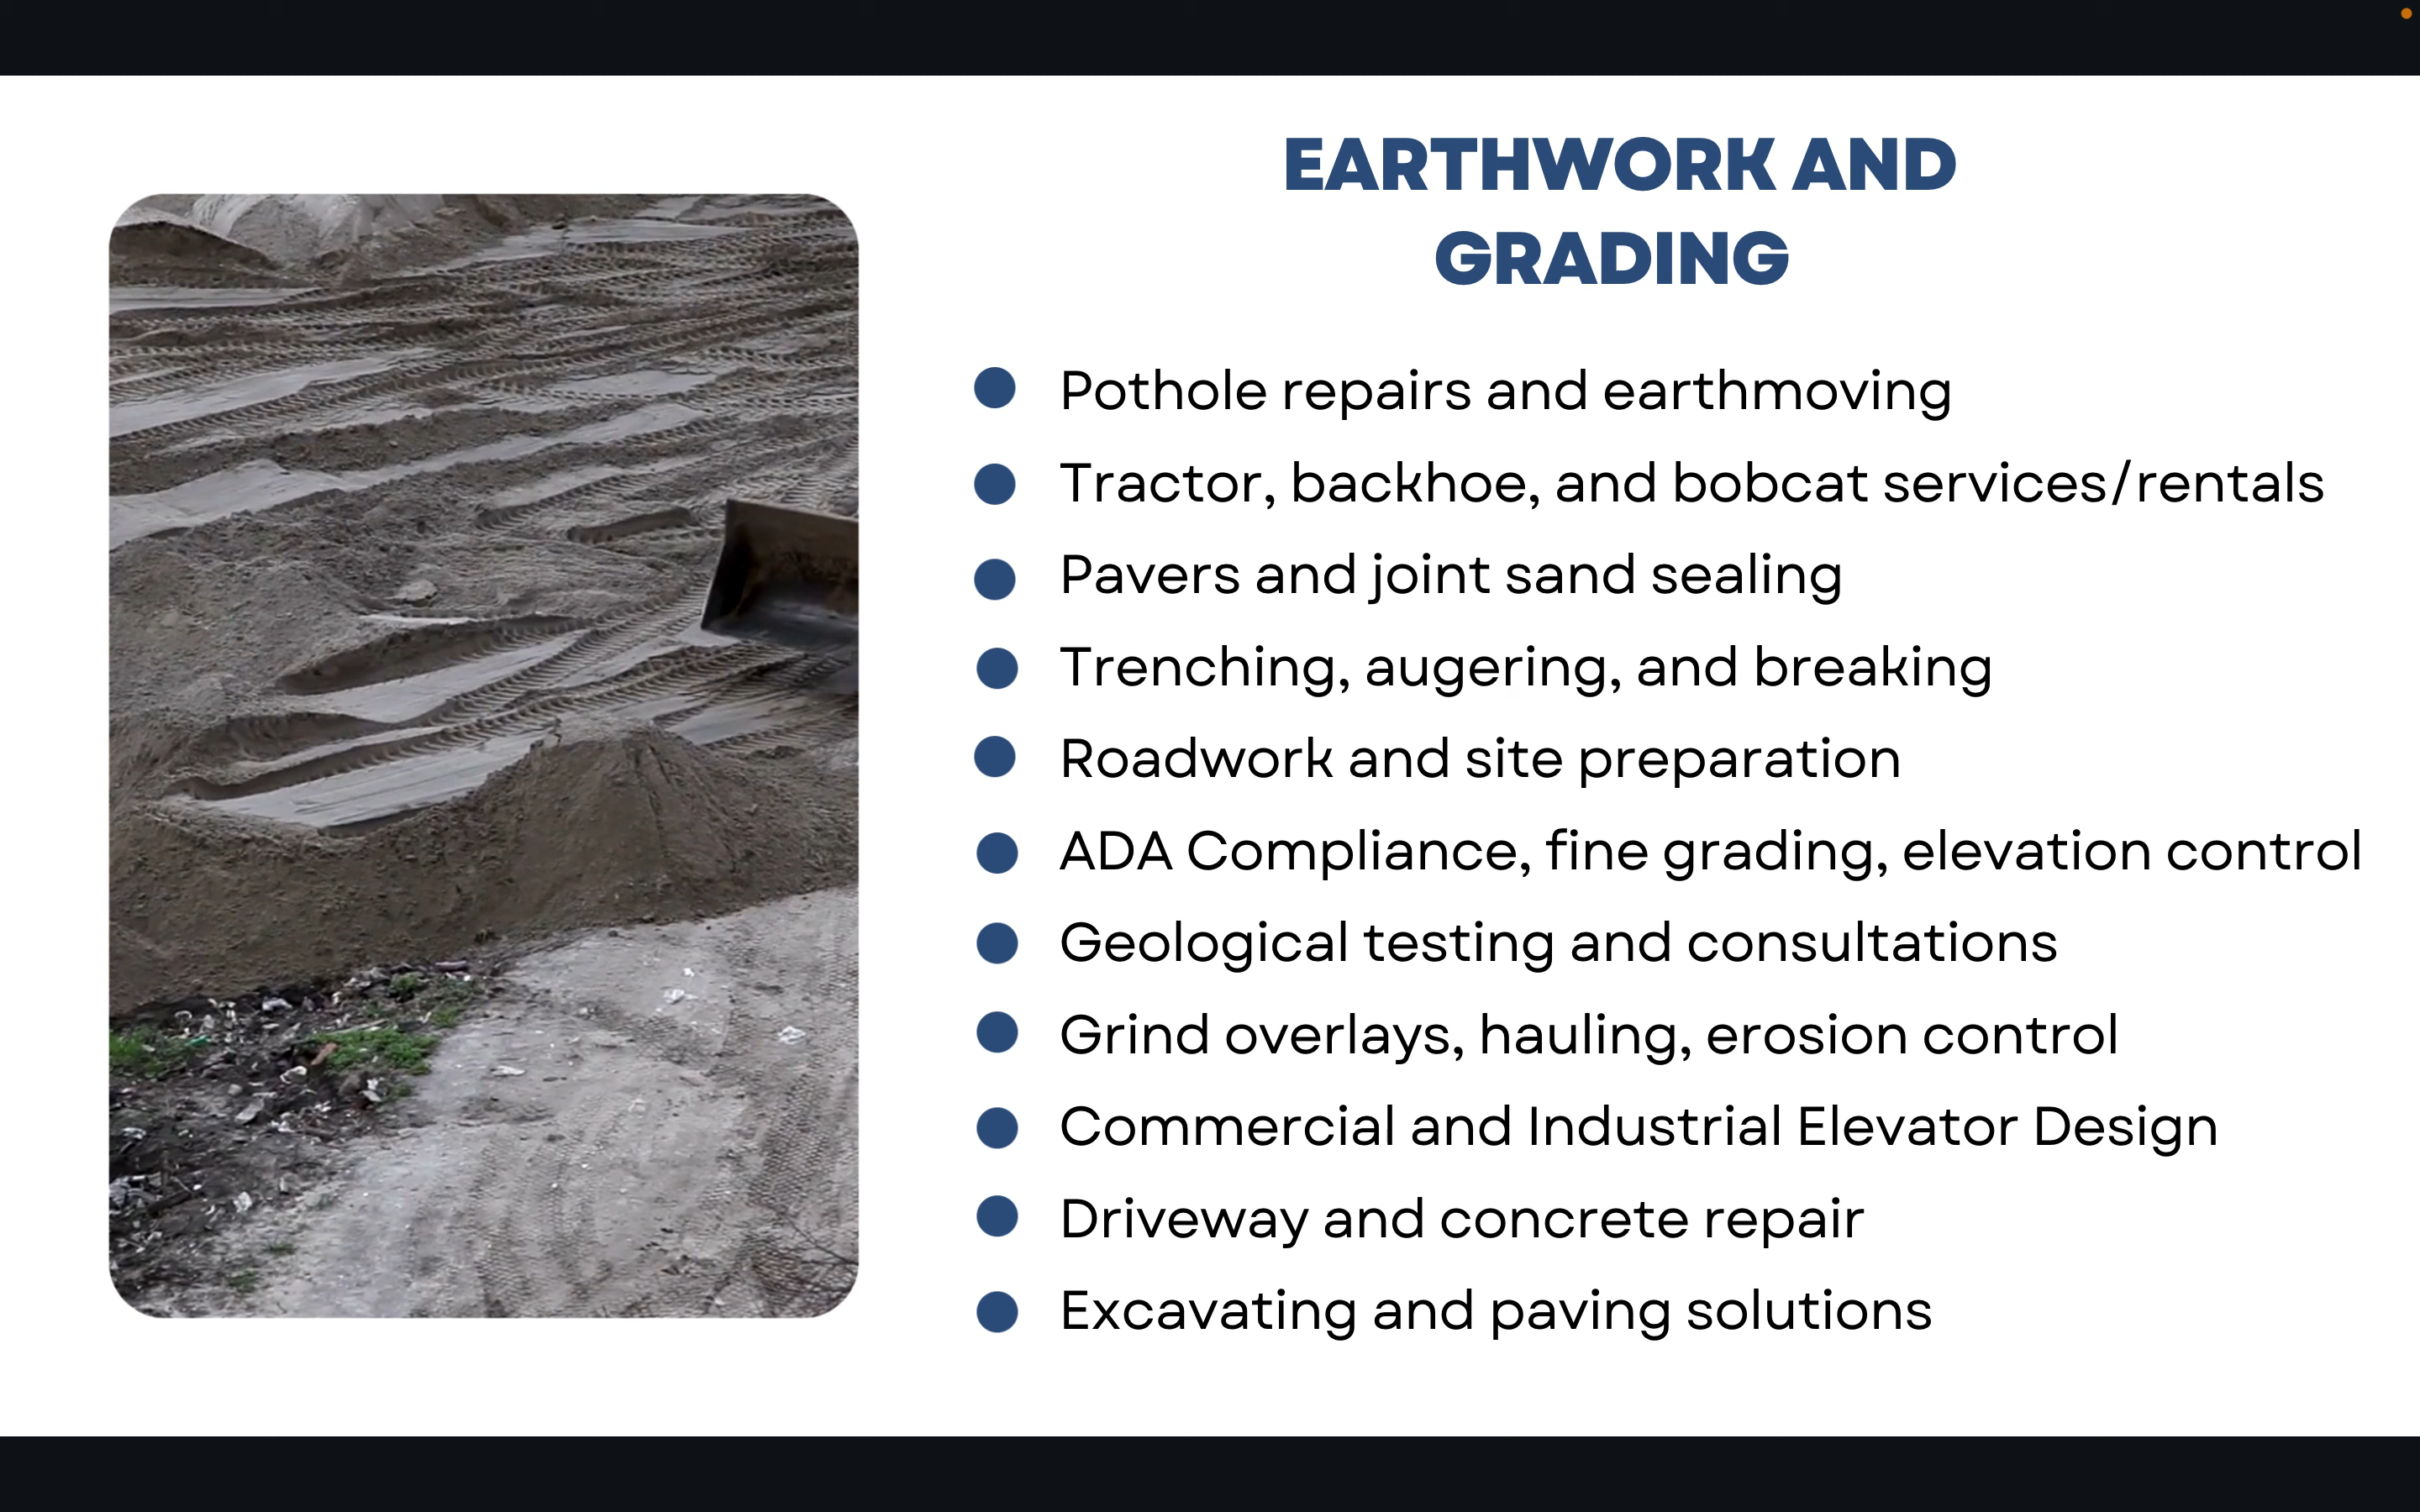 EARTHWORK AND
GRADING
Pothole repairs and earthmoving
Tractor, backhoe, and bobcat services/rentals
Pavers and joint sand sealing
Trenching, augering, and breaking
Roadwork and site preparation
ADA Compliance, fine grading, elevation control
Geological testing and consultations
Grind overlays, hauling, erosion control
Commercial and Industrial Elevator Design
Driveway and concrete repair
Excavating and paving solutions